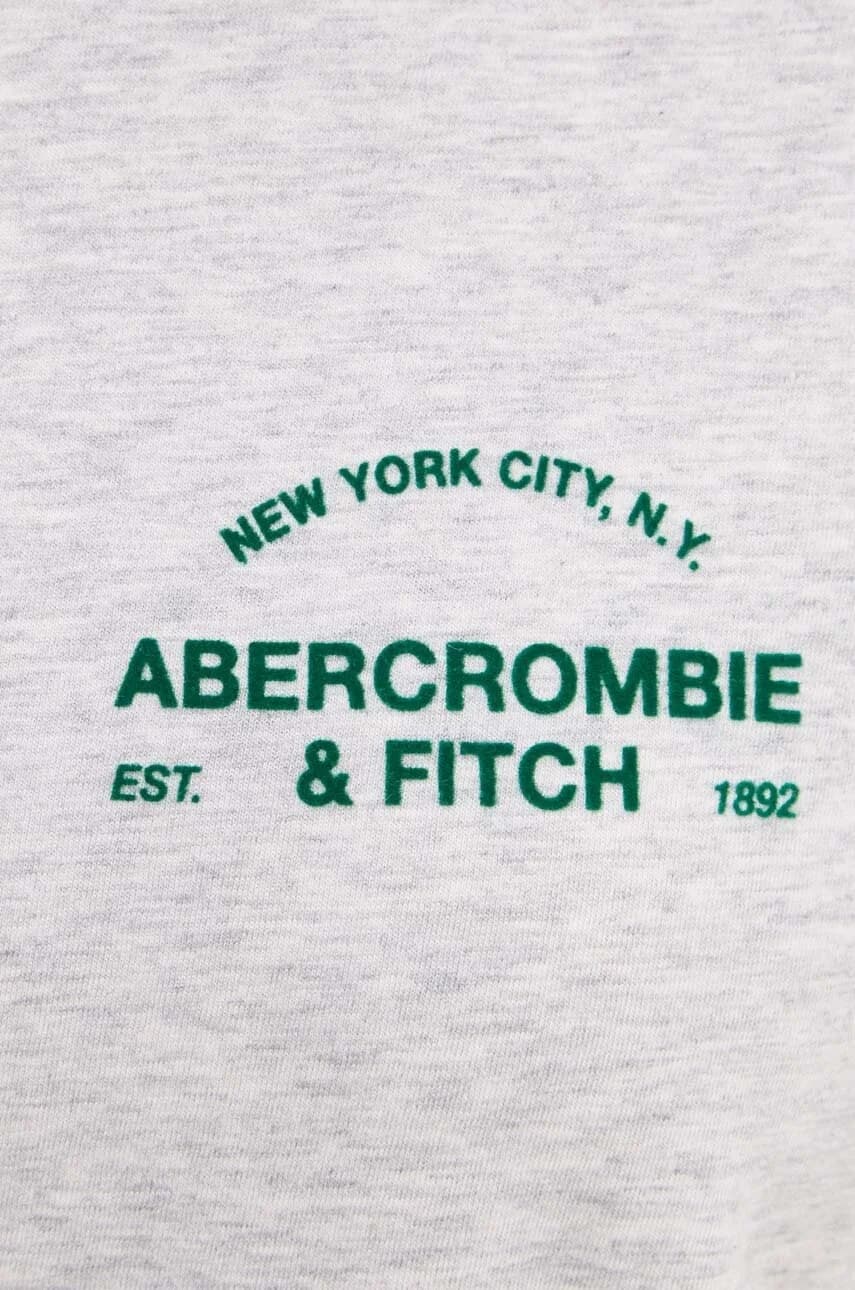 NEW YORK CITY, N.Y.
ABERCROMBIE
EST. & FITCH 1892